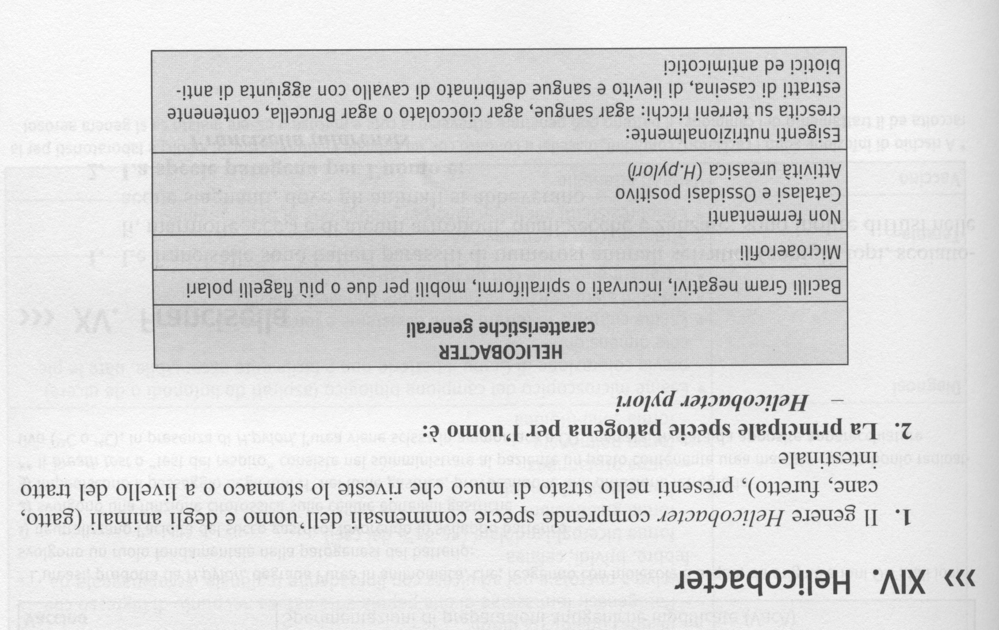 ››› XIV Helicobacter
1. Il genere Helicobacter comprende specie commensali dell'uomo e degli animali (gatto,
cane, furetto), presenti nello strato di muco che riveste lo stomaco o a livello del tratto
intestinale
2. La principale specie patogena per l'uomo è:
– Helicobacter pylori
HELICOBACTER
caratteristiche generali
Bacilli Gram negativi, incurvati o spiraliformi, mobili per due o più flagelli polari
Microaerofili
Non fermentanti
Catalasi e Ossidasi positivo
Attività ureasica (H.pylori)
Esigenti nutrizionalmente:
crescita su terreni ricchi: agar sangue, agar cioccolato o agar Brucella, contenente
estratti di caseina, di lievito e sangue defibrinato di cavallo con aggiunta di anti-
biotici ed antimicotici